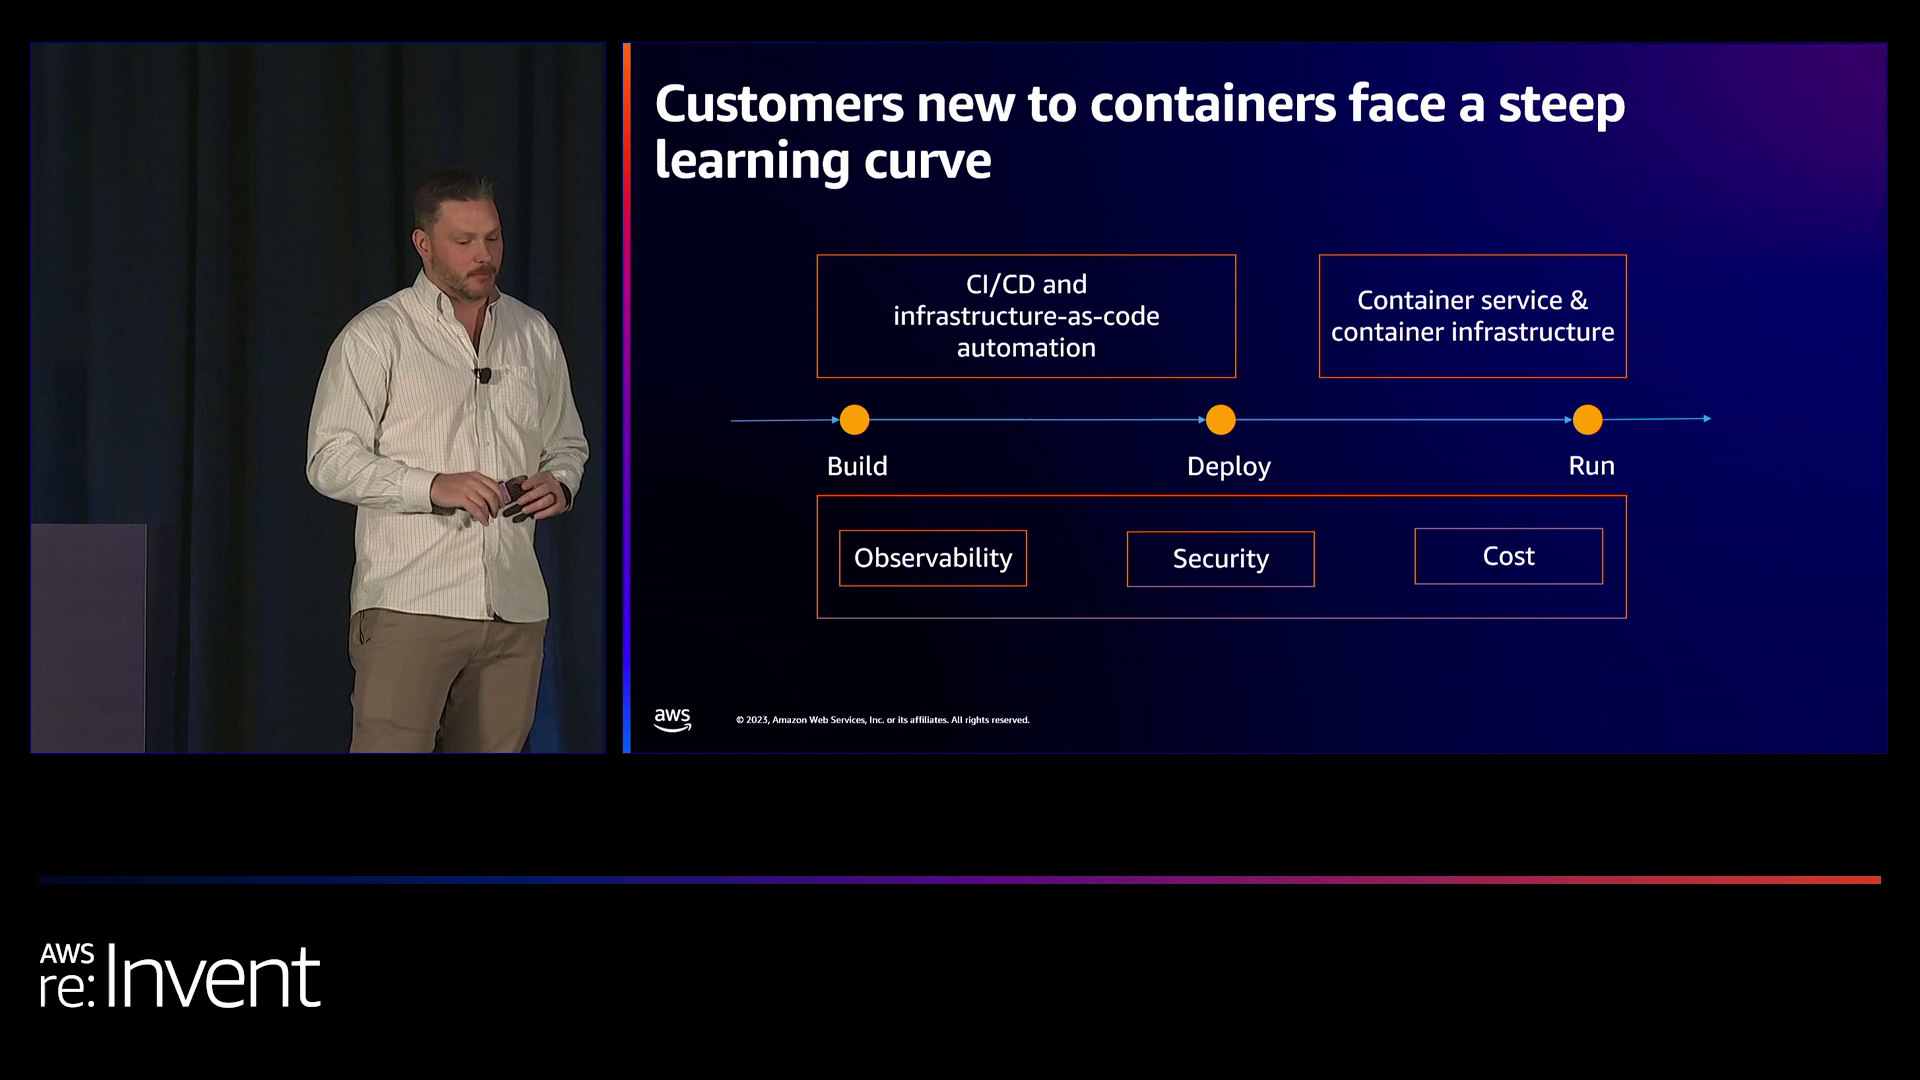 Customers new to containers face a steep
learning curve
CI/CD and
infrastructure-as-code
automation
Container service &
container infrastructure
Build
Deploy
Run
Observability
Security
Cost
aws
© 2023, Amazon Web Services, Inc. or its affiliates. All rights reserved.
AWS
re:Invent